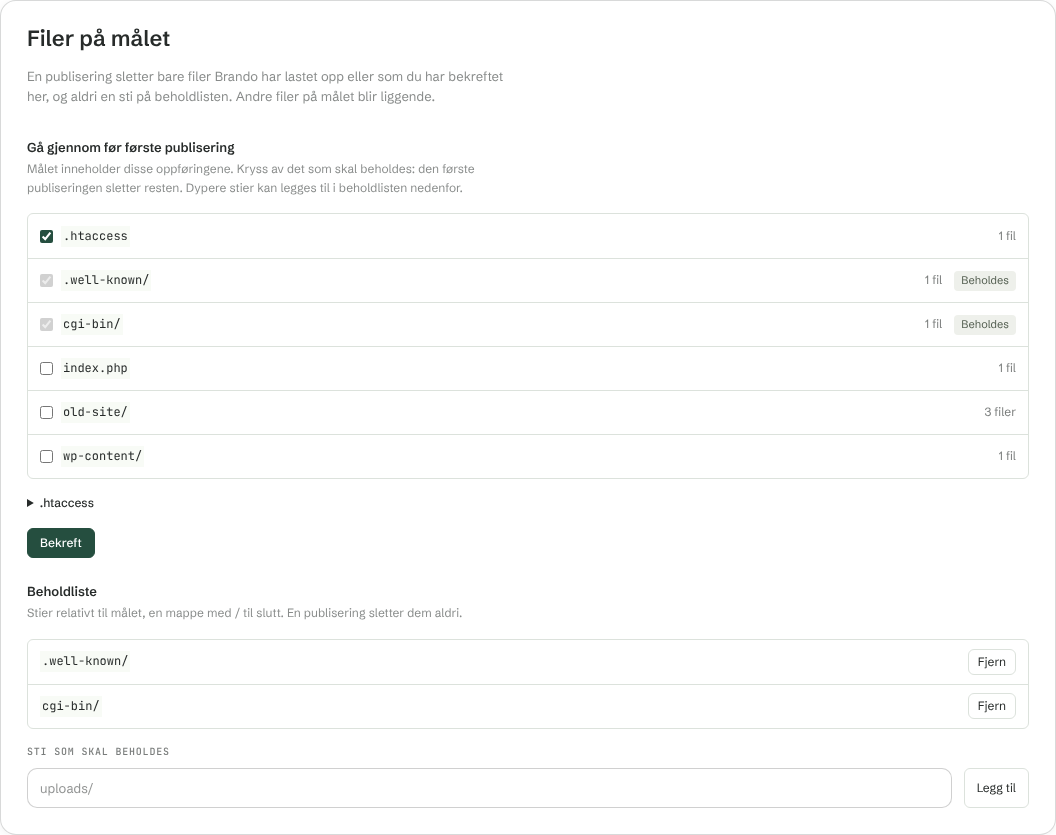 Filer på målet
En publisering sletter bare filer Brando har lastet opp eller som du har bekreftet
her, og aldri en sti på beholdlisten. Andre filer på målet blir liggende.
Gå gjennom før første publisering
Målet inneholder disse oppføringene. Kryss av det som skal beholdes: den første
publiseringen sletter resten. Dypere stier kan legges til i beholdlisten nedenfor.
.htaccess 1 fil
.well-known/ 1 fil Beholdes
cgi-bin/ 1 fil Beholdes
index.php 1 fil
old-site/ 3 filer
wp-content/ 1 fil
.htaccess
Bekreft
Beholdliste
Stier relativt til målet, en mappe med / til slutt. En publisering sletter dem aldri.
.well-known/ Fjern
cgi-bin/ Fjern
STI SOM SKAL BEHOLDES
uploads/ Legg til